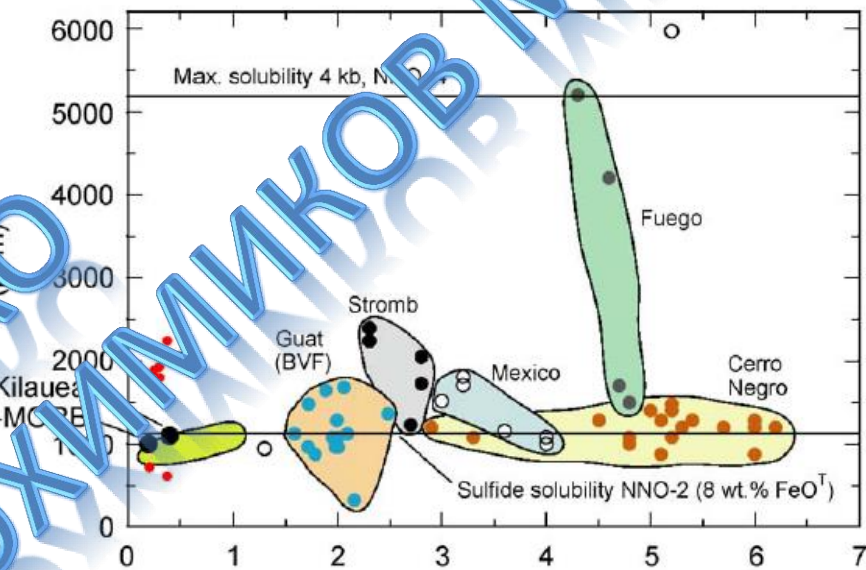 6000
Max. solubility 4 kb,
5000
4000
Fuego
3000
Stromb
Guat
(BVF)
2000
Mexico
Cerro
Negro
Kilauea
0
Sulfide solubility NNO-2 (8 wt.% FeOᵀ)
0 1 2 3 4 5 6 7
ХИМИКОВ